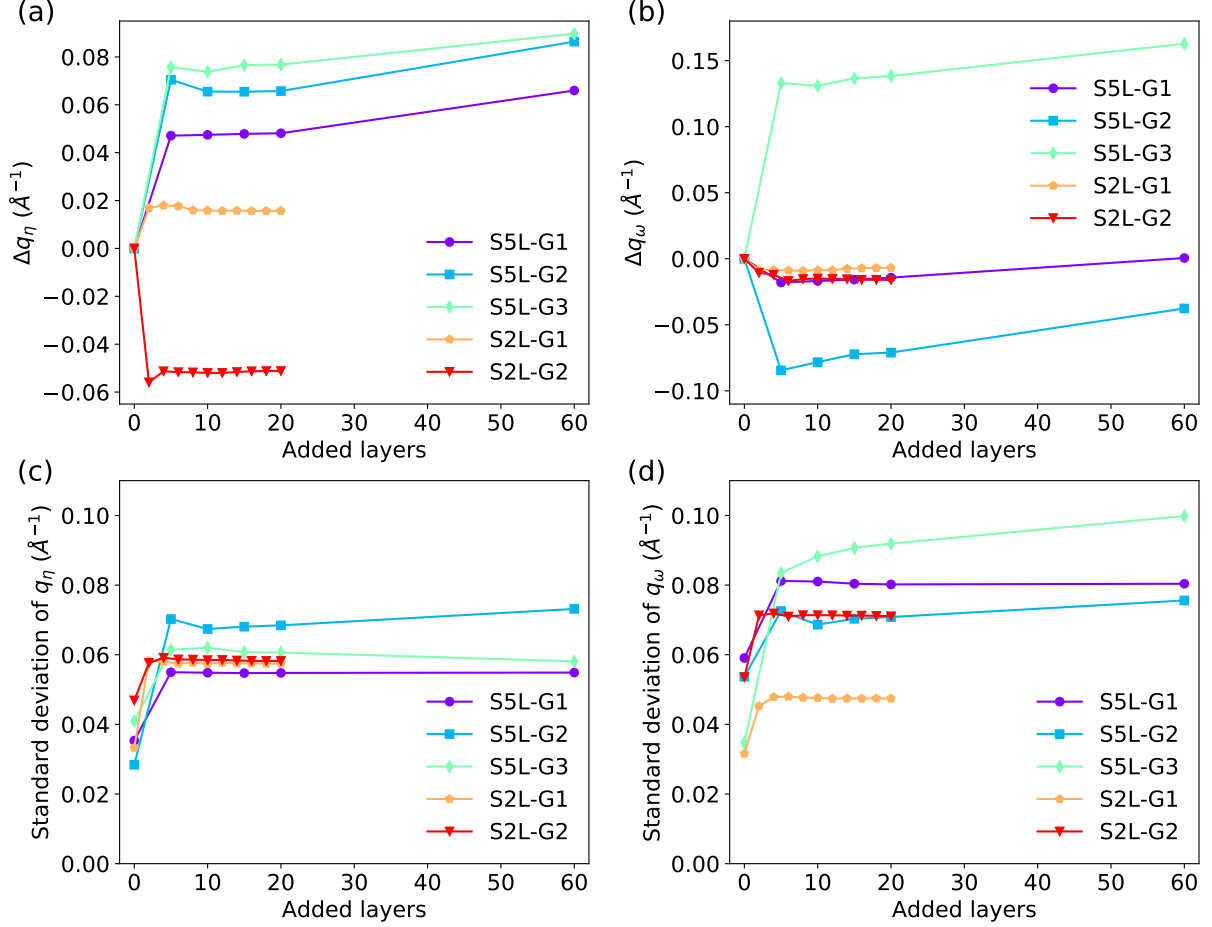 (a)
Δq_η (Å⁻¹)
0.08
0.06
0.04
0.02
0.00
−0.02
−0.04
−0.06
0 10 20 30 40 50 60
Added layers
S5L-G1
S5L-G2
S5L-G3
S2L-G1
S2L-G2
(b)
Δq_ω (Å⁻¹)
0.15
0.10
0.05
0.00
−0.05
−0.10
0 10 20 30 40 50 60
Added layers
S5L-G1
S5L-G2
S5L-G3
S2L-G1
S2L-G2
(c)
Standard deviation of q_η (Å⁻¹)
0.10
0.08
0.06
0.04
0.02
0.00
0 10 20 30 40 50 60
Added layers
S5L-G1
S5L-G2
S5L-G3
S2L-G1
S2L-G2
(d)
Standard deviation of q_ω (Å⁻¹)
0.10
0.08
0.06
0.04
0.02
0.00
0 10 20 30 40 50 60
Added layers
S5L-G1
S5L-G2
S5L-G3
S2L-G1
S2L-G2